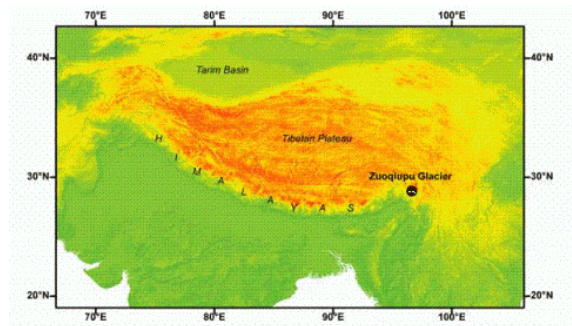 70°E 80°E 90°E 100°E
40°N 40°N
Tarim Basin
Tibetan Plateau
HIMALAYAS
Zuoqiupu Glacier
30°N 30°N
20°N 20°N
70°E 80°E 90°E 100°E